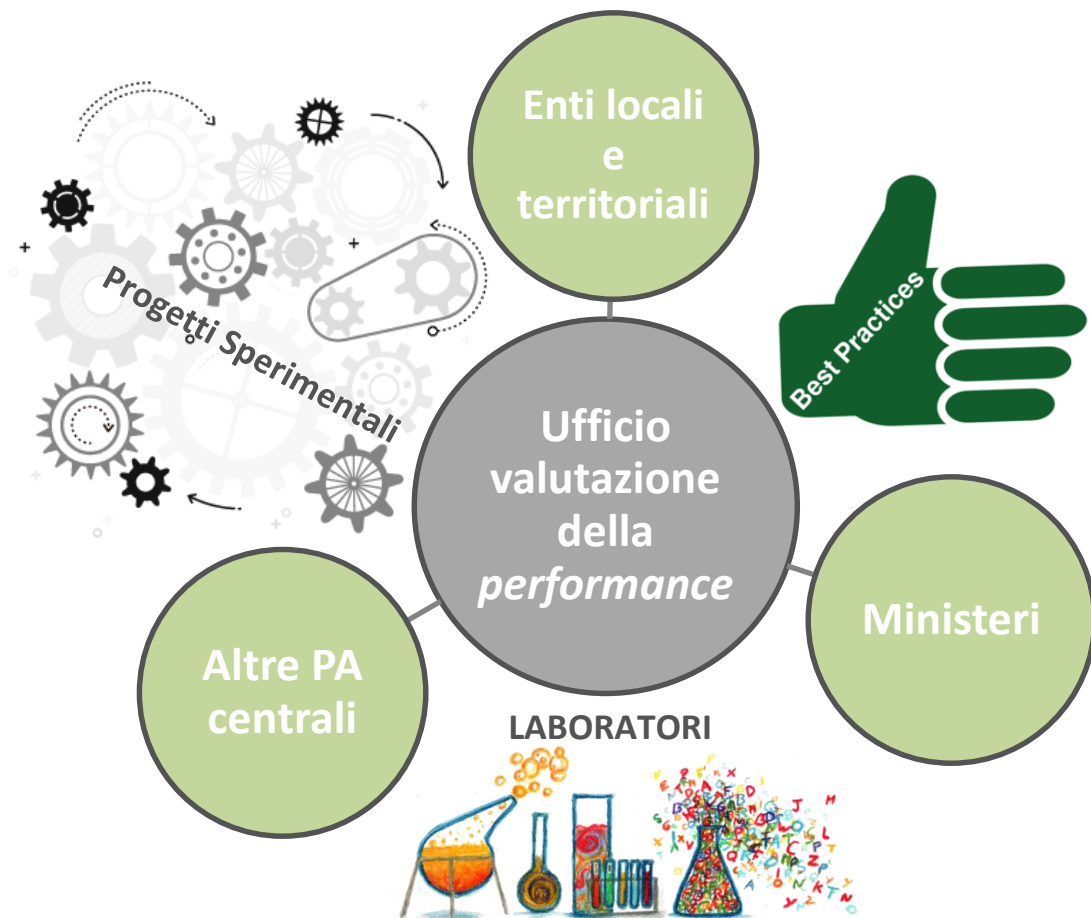 Enti locali
e
territoriali
Progetti Sperimentali
Best Practices
Ufficio
valutazione
della
performance
Ministeri
Altre PA
centrali
LABORATORI